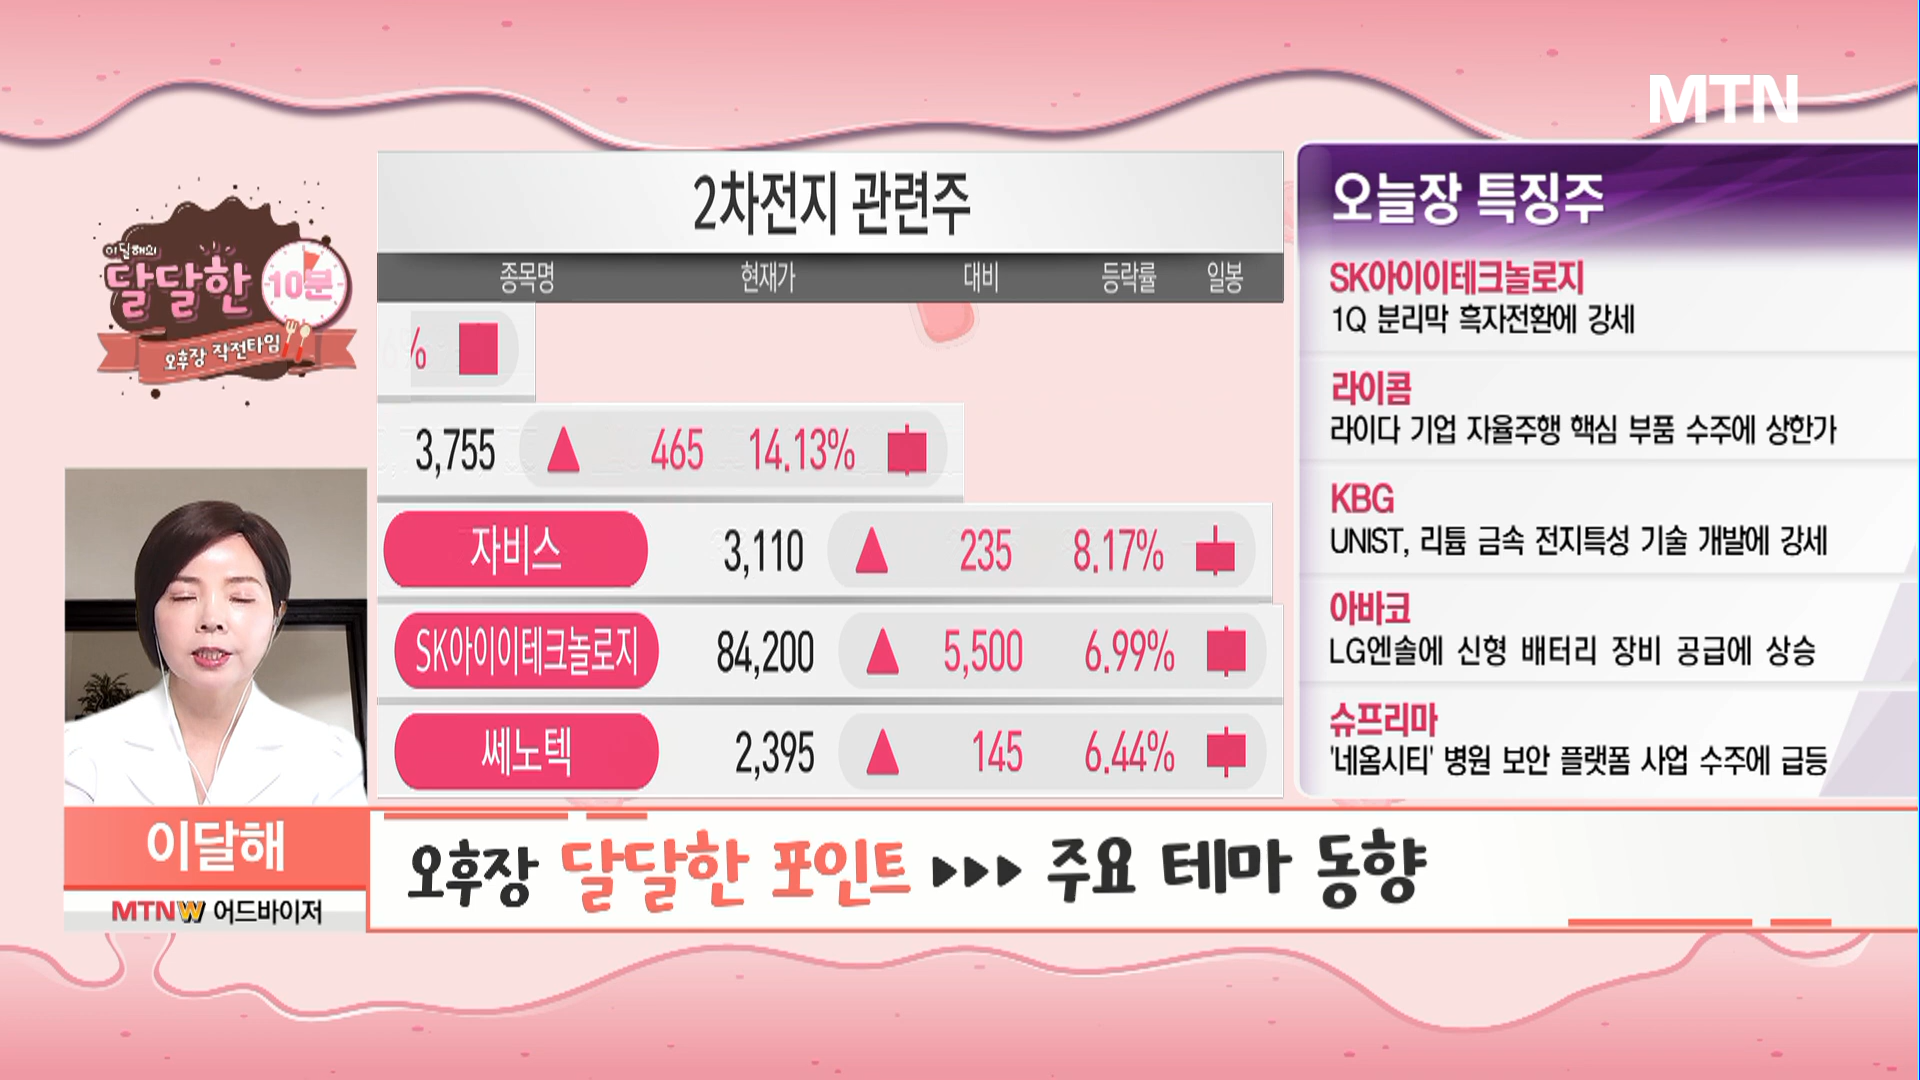 MTN
이달해의
달달한 10분
오후장 작전타임
2차전지 관련주
종목명 현재가 대비 등락률 일봉
%
3,755 ▲ 465 14.13%
자비스 3,110 ▲ 235 8.17%
SK아이이테크놀로지 84,200 ▲ 5,500 6.99%
쎄노텍 2,395 ▲ 145 6.44%
오늘장 특징주
SK아이이테크놀로지
1Q 분리막 흑자전환에 강세
라이콤
라이다 기업 자율주행 핵심 부품 수주에 상한가
KBG
UNIST, 리튬 금속 전지특성 기술 개발에 강세
아바코
LG엔솔에 신형 배터리 장비 공급에 상승
슈프리마
'네옴시티' 병원 보안 플랫폼 사업 수주에 급등
이달해
MTNW 어드바이저
오후장 달달한 포인트 ▶▶▶ 주요 테마 동향